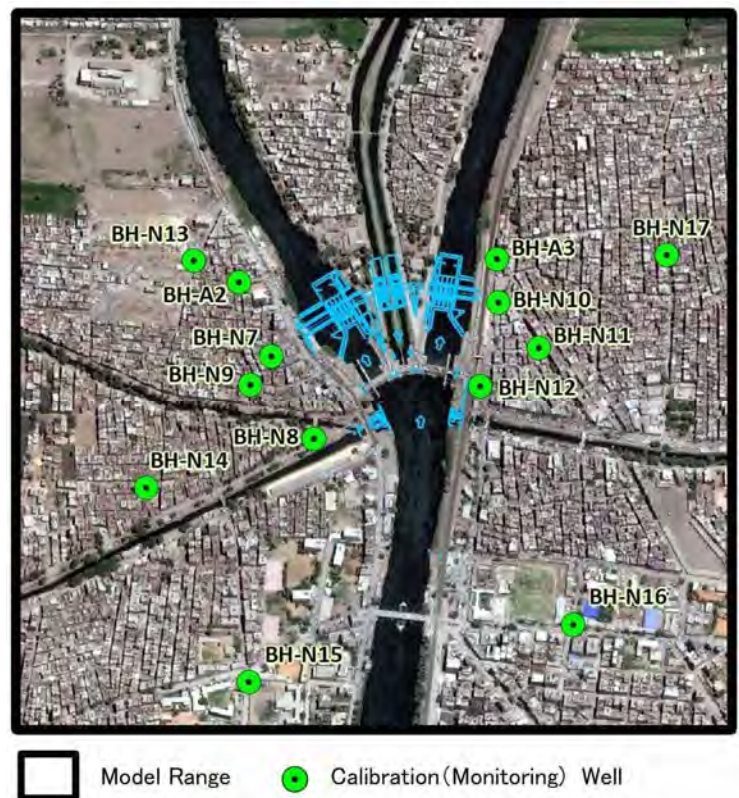 BH-N13
BH-A3
BH-N17
BH-A2
BH-N10
BH-N7
BH-N11
BH-N9
BH-N12
BH-N8
BH-N14
BH-N16
BH-N15
Model Range
Calibration(Monitoring) Well